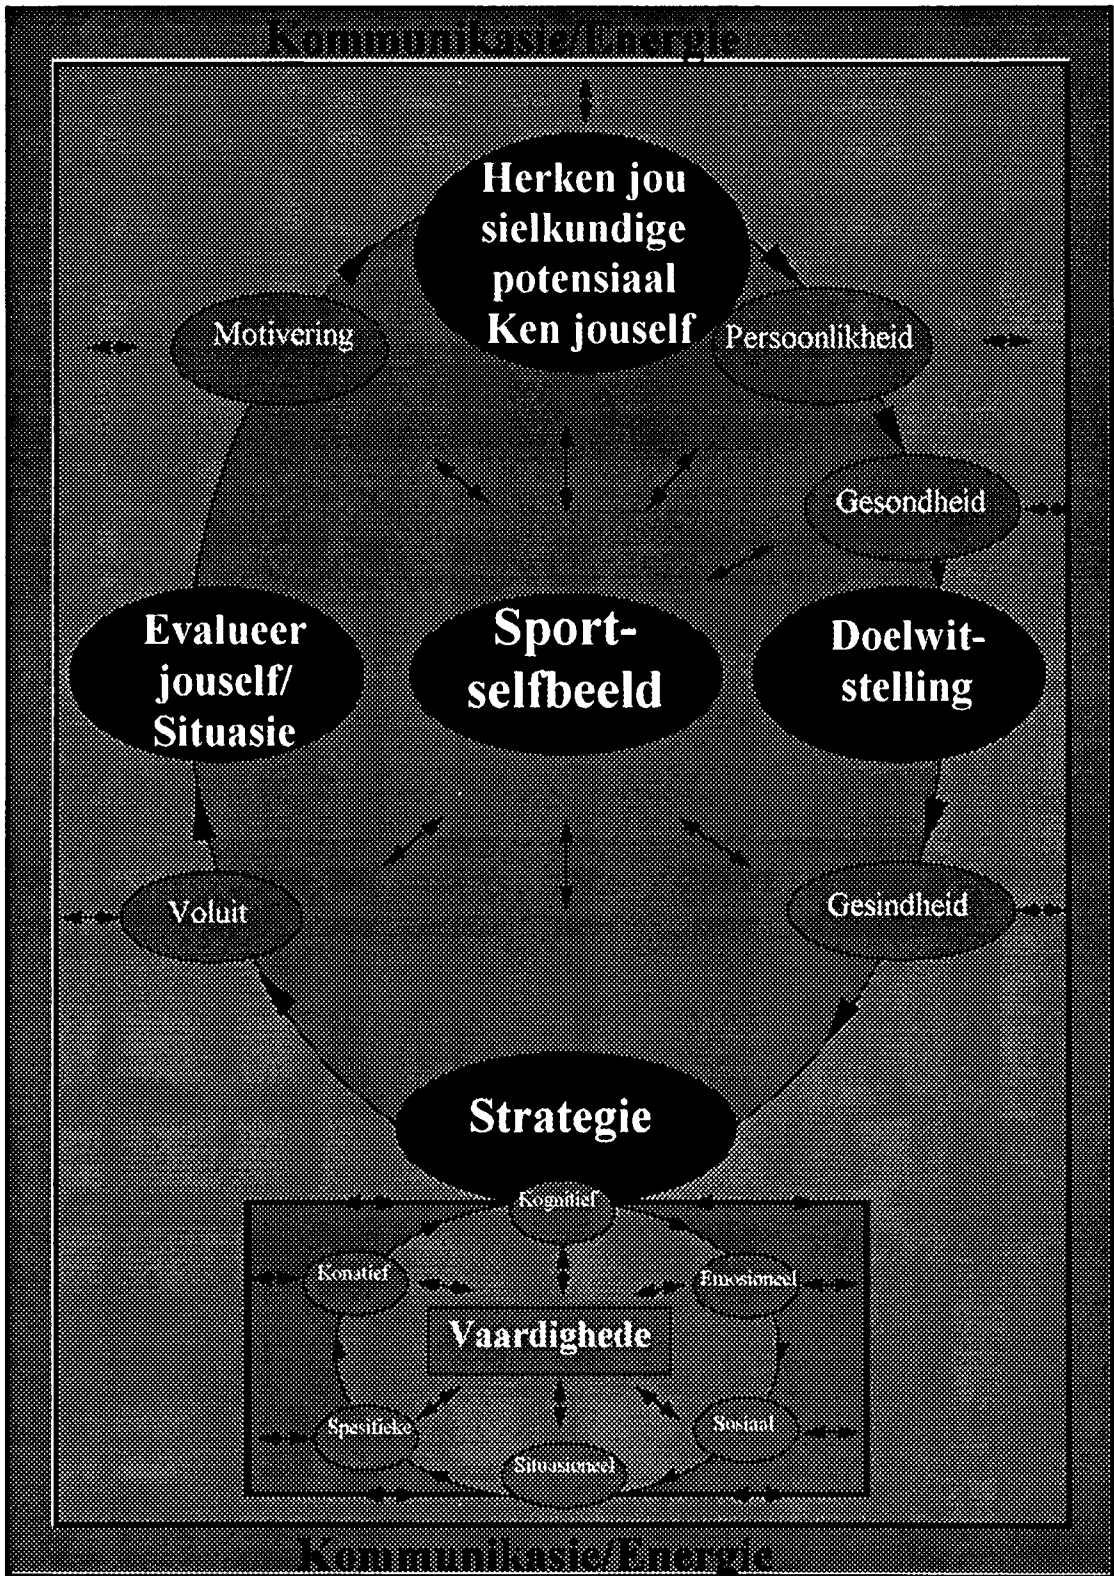 Kommunikasie/Energie
Herken jou
sielkundige
potensiaal
Ken jouself
Motivering
Persoonlikheid
Gesondheid
Evalueer
jouself/
Situasie
Sport-
selfbeeld
Doelwit-
stelling
Voluit
Gesindheid
Strategie
Kognitief
Konatief
Emosioneel
Vaardighede
Spesifieke
Sosiaal
Situasioneel
Kommunikasie/Energie